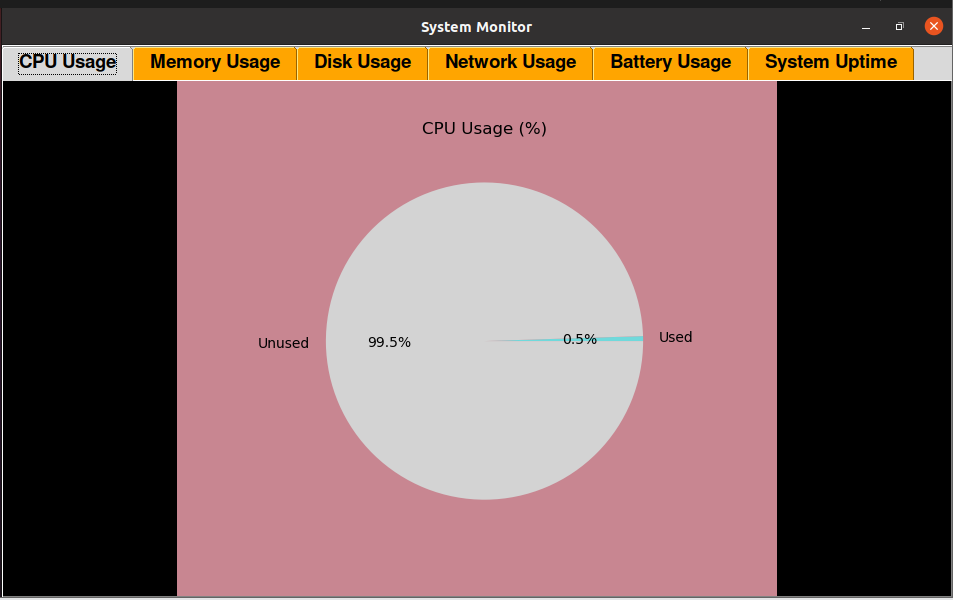 System Monitor
CPU Usage Memory Usage Disk Usage Network Usage Battery Usage System Uptime
CPU Usage (%)
Unused 99.5% 0.5% Used